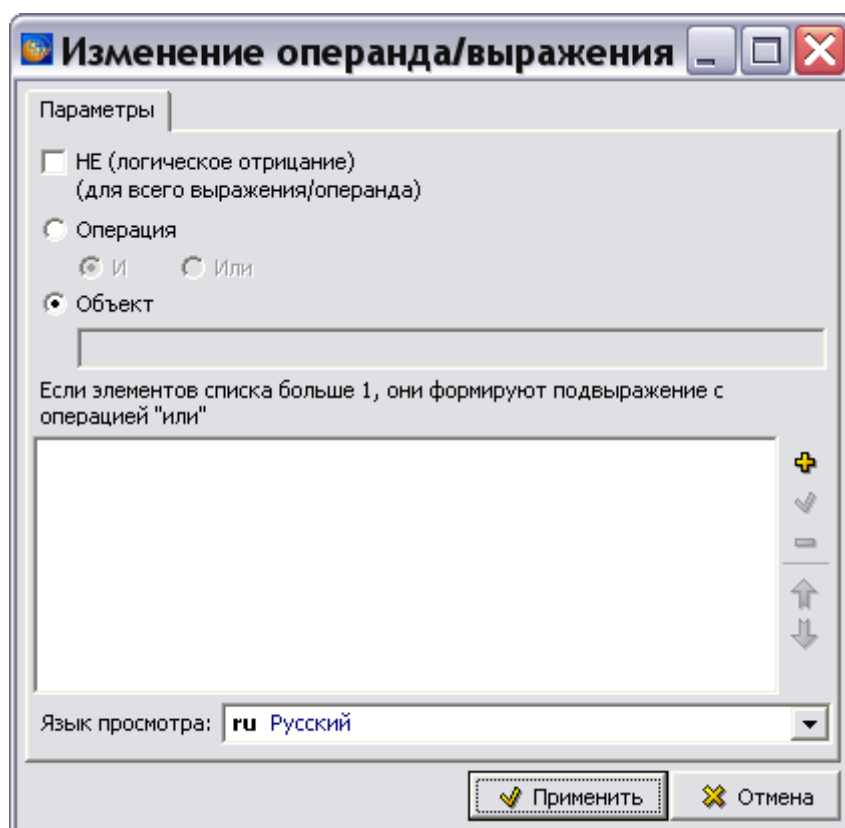 Изменение операнда/выражения
Параметры
НЕ (логическое отрицание)
(для всего выражения/операнда)
Операция
И Или
Объект
Если элементов списка больше 1, они формируют подвыражение с
операцией "или"
Язык просмотра: ru Русский
Применить Отмена